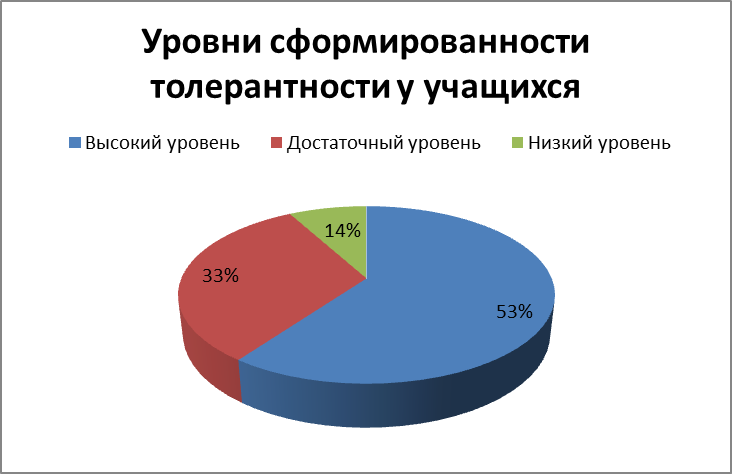 Уровни сформированности
толерантности у учащихся
Высокий уровень Достаточный уровень Низкий уровень
14%
33%
53%